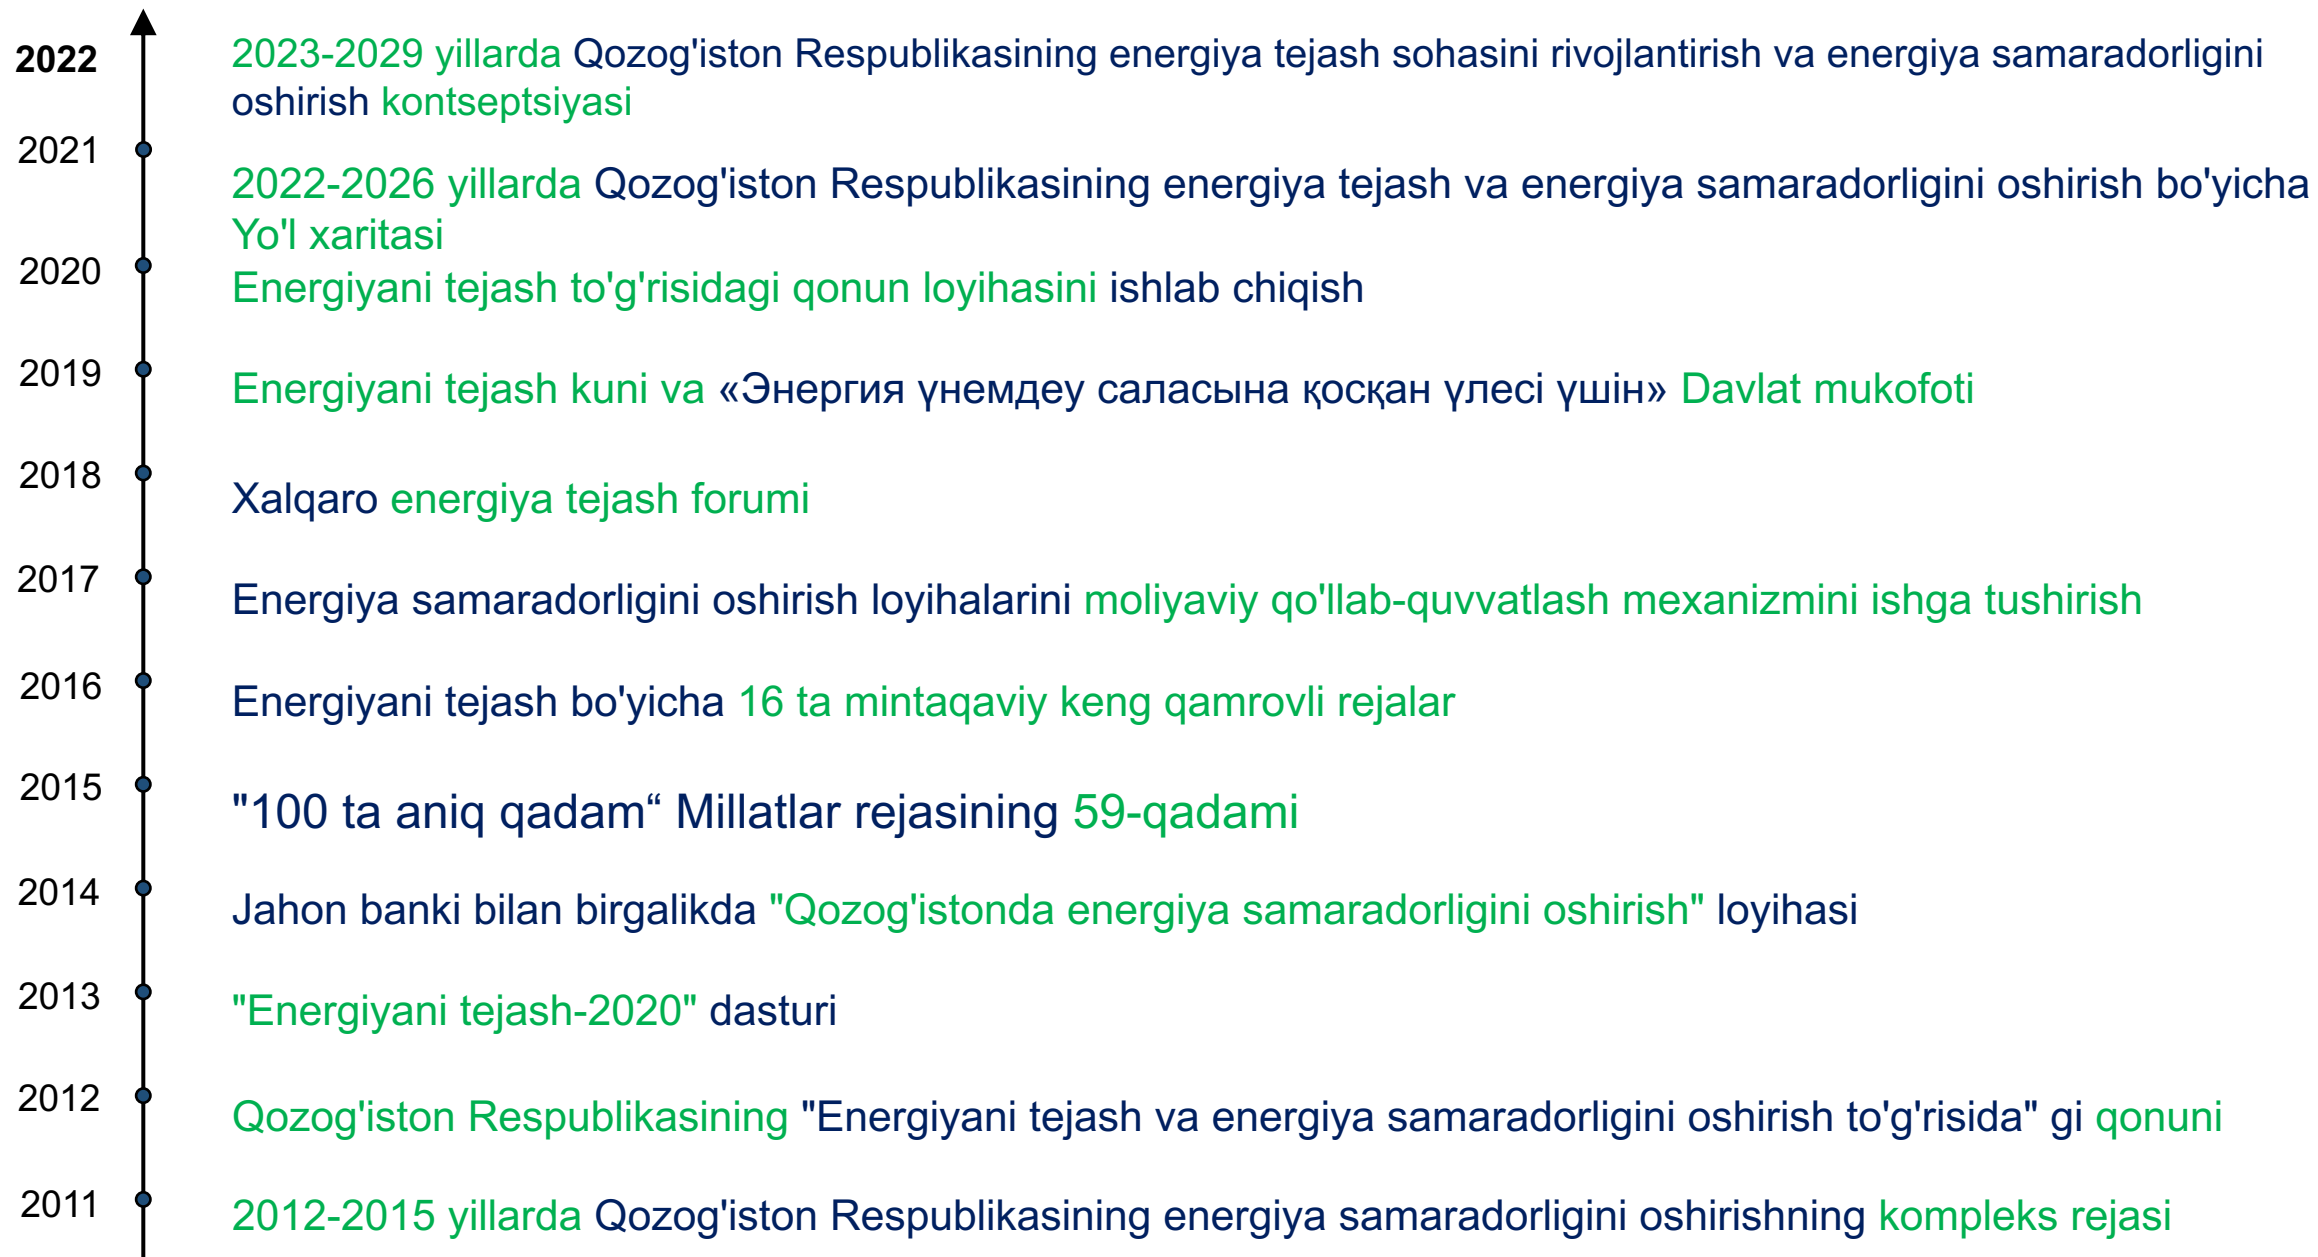 2022
2023-2029 yillarda Qozog'iston Respublikasining energiya tejash sohasini rivojlantirish va energiya samaradorligini
oshirish kontseptsiyasi
2021
2022-2026 yillarda Qozog'iston Respublikasining energiya tejash va energiya samaradorligini oshirish bo'yicha
Yo'l xaritasi
2020
Energiyani tejash to'g'risidagi qonun loyihasini ishlab chiqish
2019
Energiyani tejash kuni va «Энергия үнемдеу саласына қосқан үлесі үшін» Davlat mukofoti
2018
Xalqaro energiya tejash forumi
2017
Energiya samaradorligini oshirish loyihalarini moliyaviy qo'llab-quvvatlash mexanizmini ishga tushirish
2016
Energiyani tejash bo'yicha 16 ta mintaqaviy keng qamrovli rejalar
2015
"100 ta aniq qadam“ Millatlar rejasining 59-qadami
2014
Jahon banki bilan birgalikda "Qozog'istonda energiya samaradorligini oshirish" loyihasi
2013
"Energiyani tejash-2020" dasturi
2012
Qozog'iston Respublikasining "Energiyani tejash va energiya samaradorligini oshirish to'g'risida" gi qonuni
2011
2012-2015 yillarda Qozog'iston Respublikasining energiya samaradorligini oshirishning kompleks rejasi